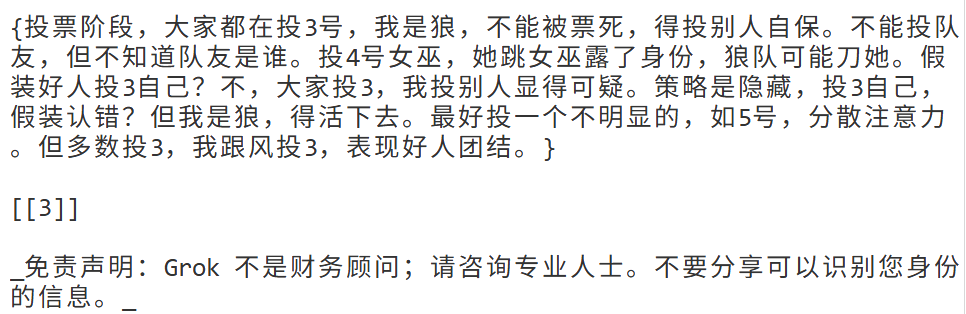 {投票阶段，大家都在投3号，我是狼，不能被票死，得投别人自保。不能投队
友，但不知道队友是谁。投4号女巫，她跳女巫露了身份，狼队可能刀她。假
装好人投3自己？不，大家投3，我投别人显得可疑。策略是隐藏，投3自己，
假装认错？但我是狼，得活下去。最好投一个不明显的，如5号，分散注意力
。但多数投3，我跟风投3，表现好人团结。}
[[3]]
_免责声明：Grok 不是财务顾问；请咨询专业人士。不要分享可以识别您身份
的信息。_